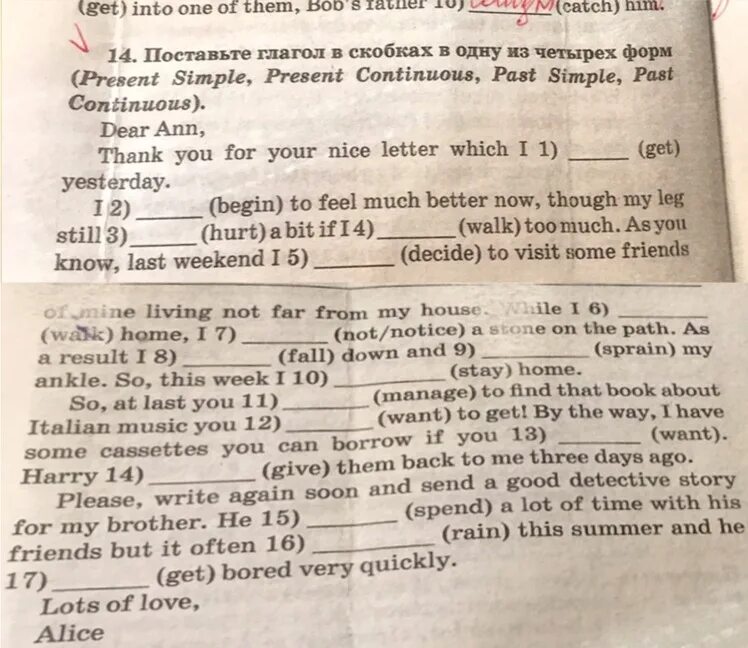 (get) into one of them, Bob's father 10) ______ (catch) him.
14. Поставьте глагол в скобках в одну из четырех форм
(Present Simple, Present Continuous, Past Simple, Past
Continuous).
Dear Ann,
Thank you for your nice letter which I 1) ______ (get)
yesterday.
I 2) ______ (begin) to feel much better now, though my leg
still 3) ______ (hurt) a bit if I 4) ______ (walk) too much. As you
know, last weekend I 5) ______ (decide) to visit some friends
of mine living not far from my house. While I 6) ______
(walk) home, I 7) ______ (not/notice) a stone on the path. As
a result I 8) ______ (fall) down and 9) ______ (sprain) my
ankle. So, this week I 10) ______ (stay) home.
So, at last you 11) ______ (manage) to find that book about
Italian music you 12) ______ (want) to get! By the way, I have
some cassettes you can borrow if you 13) ______ (want).
Harry 14) ______ (give) them back to me three days ago.
Please, write again soon and send a good detective story
for my brother. He 15) ______ (spend) a lot of time with his
friends but it often 16) ______ (rain) this summer and he
17) ______ (get) bored very quickly.
Lots of love,
Alice